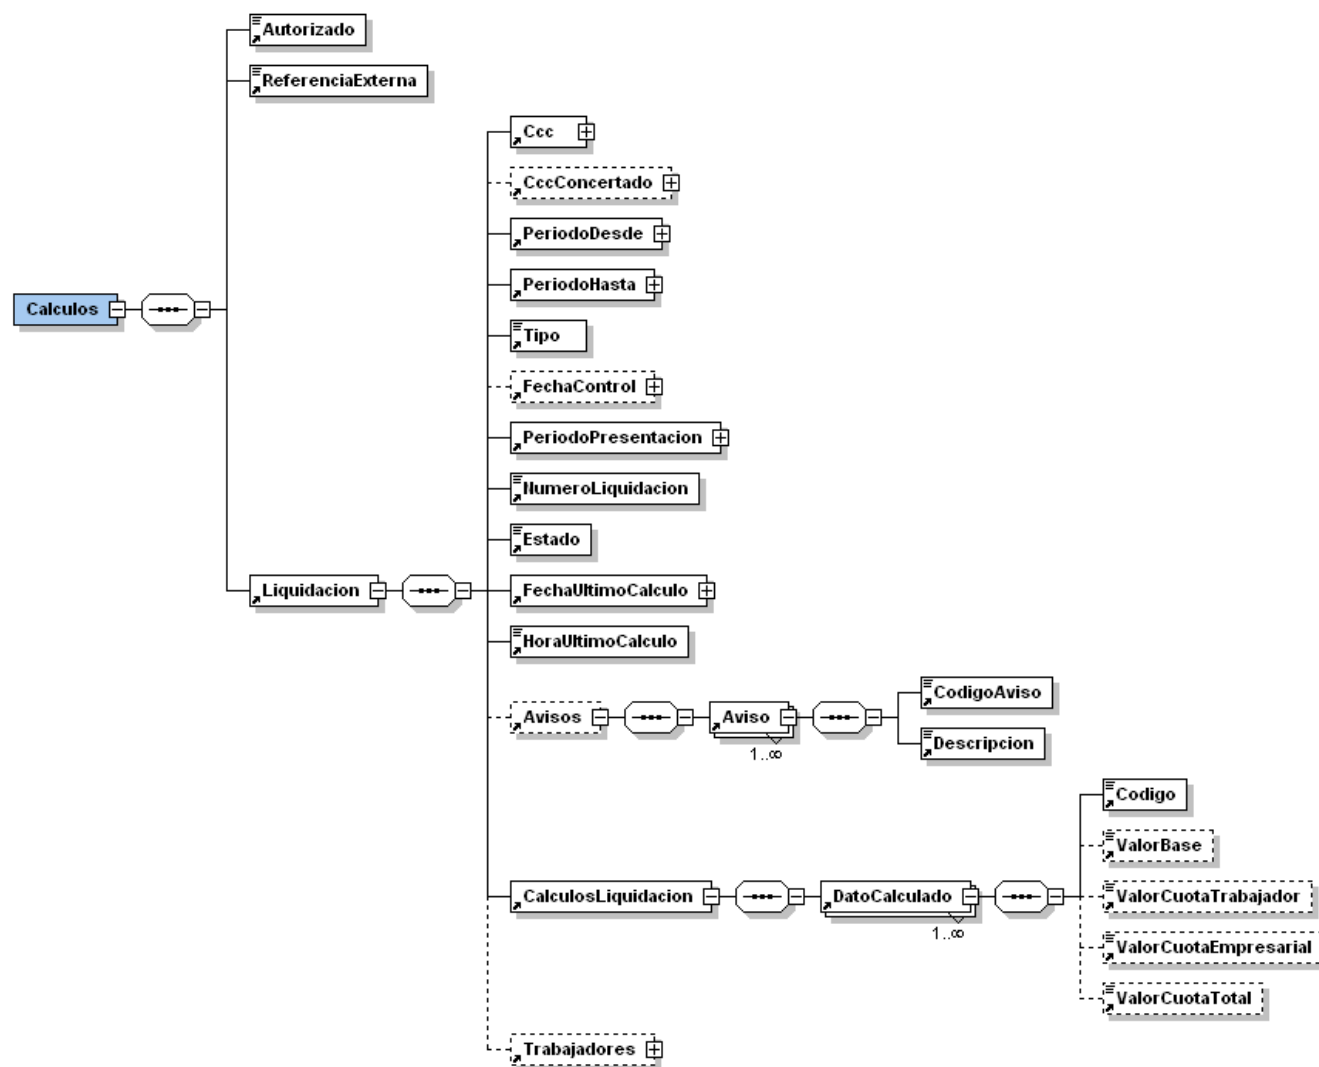 Autorizado
ReferenciaExterna
Ccc
CccConcertado
PeriodoDesde
PeriodoHasta
Calculos
Tipo
FechaControl
PeriodoPresentacion
NumeroLiquidacion
Estado
Liquidacion
FechaUltimoCalculo
HoraUltimoCalculo
CodigoAviso
Avisos
Aviso
1..∞
Descripcion
Codigo
ValorBase
CalculosLiquidacion
DatoCalculado
1..∞
ValorCuotaTrabajador
ValorCuotaEmpresarial
ValorCuotaTotal
Trabajadores